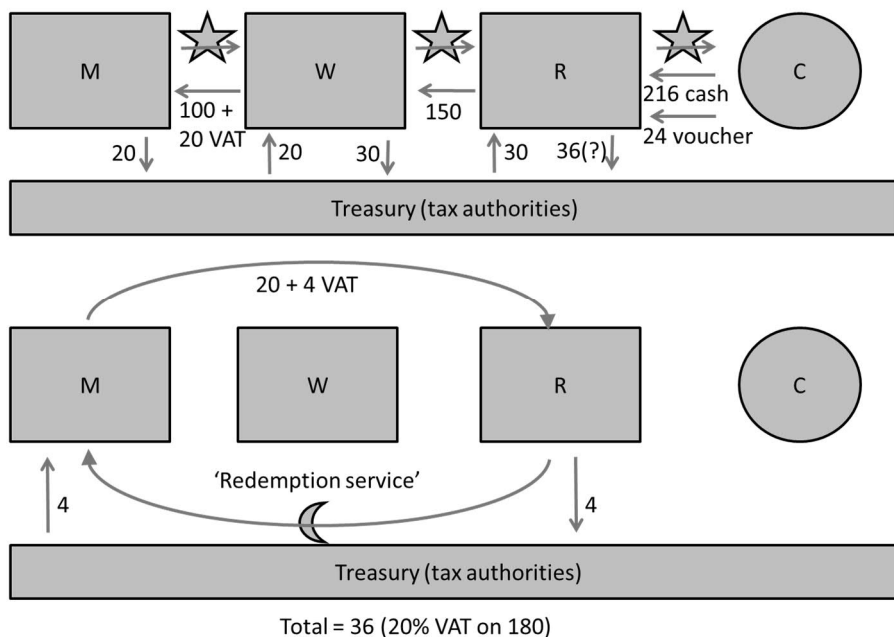 M
W
R
C
100 +
20 VAT
150
216 cash
24 voucher
20
20
30
30
36(?)
Treasury (tax authorities)
20 + 4 VAT
M
W
R
C
‘Redemption service’
4
4
Treasury (tax authorities)
Total = 36 (20% VAT on 180)